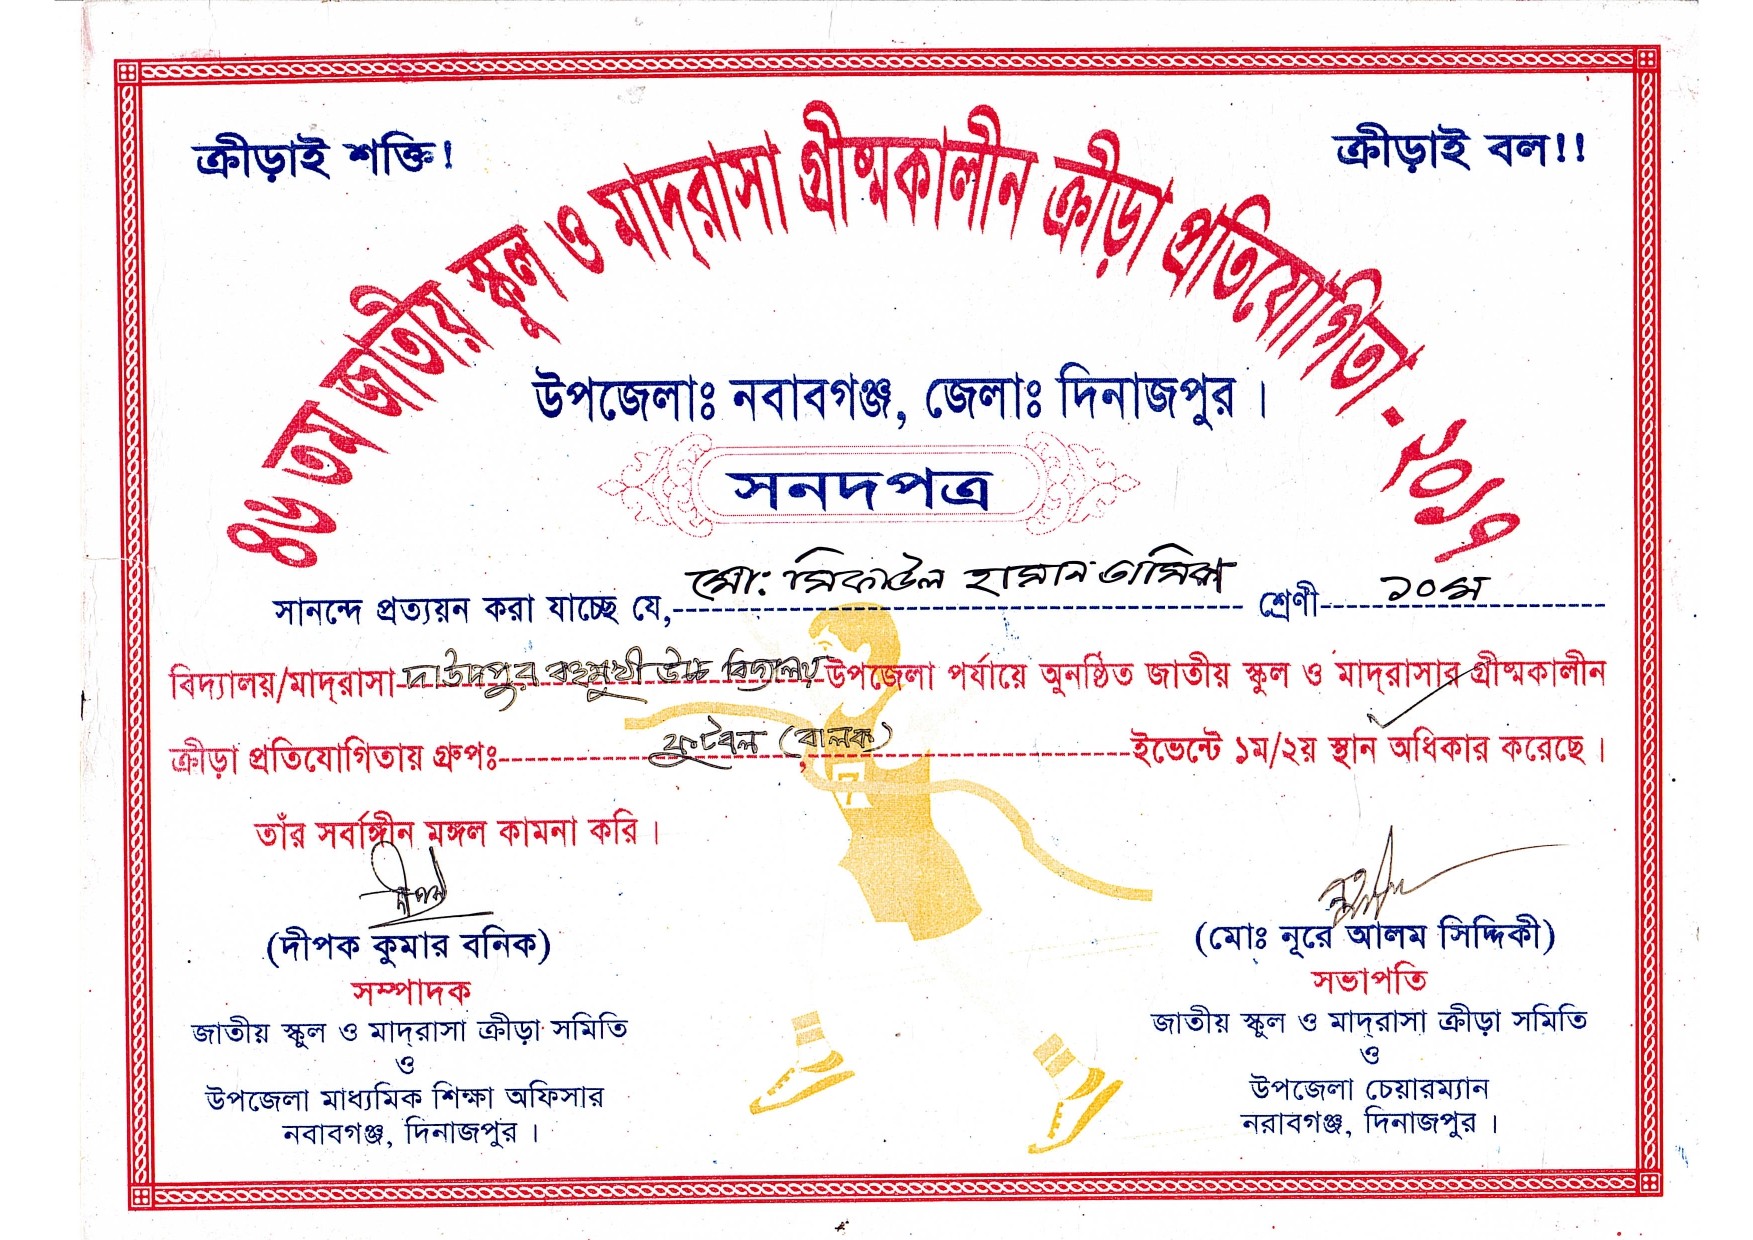 ক্রীড়াই শক্তি!
ক্রীড়াই বল!!
৪৬ তম জাতীয় স্কুল ও মাদ্‌রাসা গ্রীষ্মকালীন ক্রীড়া প্রতিযোগিতা - ২০১৭
উপজেলাঃ নবাবগঞ্জ, জেলাঃ দিনাজপুর।
সনদপত্র
সানন্দে প্রত্যয়ন করা যাচ্ছে যে, মো: হাসান শ্রেণী ১০ম
বিদ্যালয়/মাদ্‌রাসা দাউদপুর বহুমুখী উচ্চ বিদ্যালয় উপজেলা পর্যায়ে অুনষ্ঠিত জাতীয় স্কুল ও মাদ্‌রাসার গ্রীষ্মকালীন
ক্রীড়া প্রতিযোগিতায় গ্রুপঃ ফুটবল (বালক) ইভেন্টে ১ম/২য় স্থান অধিকার করেছে।
তাঁর সর্বাঙ্গীন মঙ্গল কামনা করি।
(দীপক কুমার বনিক)
সম্পাদক
জাতীয় স্কুল ও মাদ্‌রাসা ক্রীড়া সমিতি
ও
উপজেলা মাধ্যমিক শিক্ষা অফিসার
নবাবগঞ্জ, দিনাজপুর।
(মোঃ নূরে আলম সিদ্দিকী)
সভাপতি
জাতীয় স্কুল ও মাদ্‌রাসা ক্রীড়া সমিতি
ও
উপজেলা চেয়ারম্যান
নরাবগঞ্জ, দিনাজপুর।